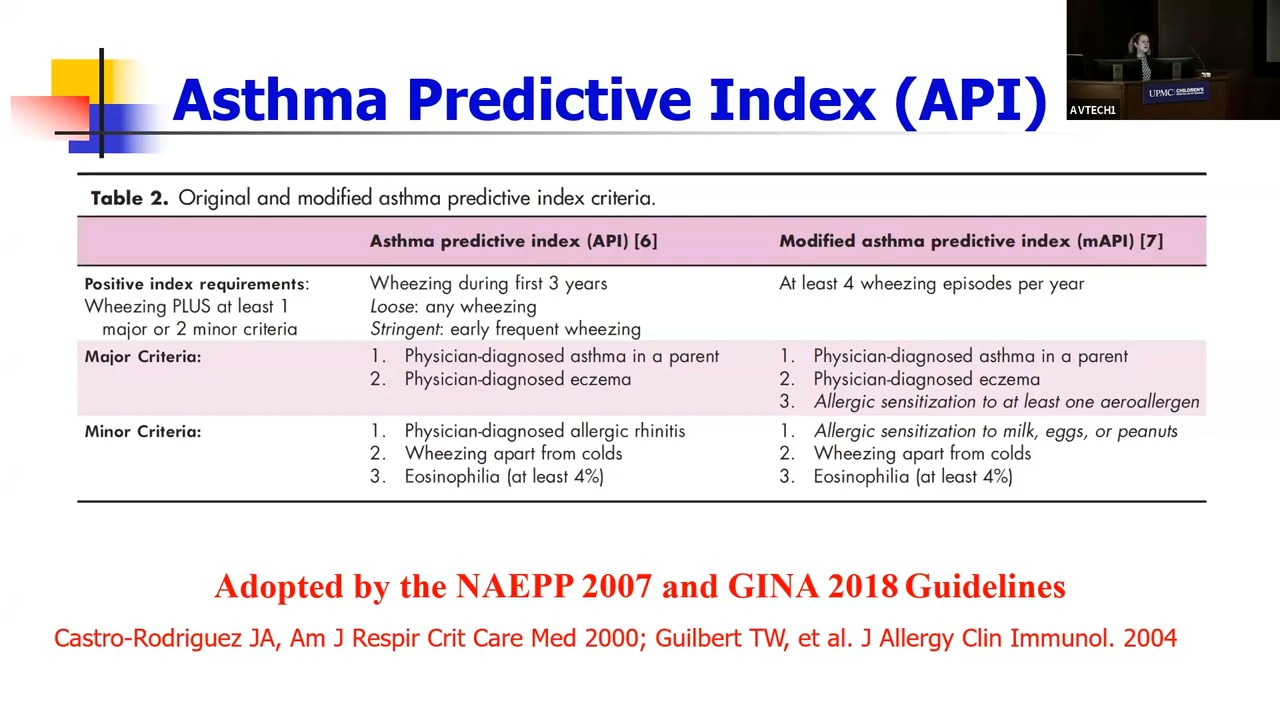 Asthma Predictive Index (API)
UPMC CHILDREN'S
AVTECH1
Table 2. Original and modified asthma predictive index criteria.
Asthma predictive index (API) [6] Modified asthma predictive index (mAPI) [7]
Positive index requirements: Wheezing during first 3 years At least 4 wheezing episodes per year
Wheezing PLUS at least 1 Loose: any wheezing
major or 2 minor criteria Stringent: early frequent wheezing
Major Criteria: 1. Physician-diagnosed asthma in a parent 1. Physician-diagnosed asthma in a parent
2. Physician-diagnosed eczema 2. Physician-diagnosed eczema
3. Allergic sensitization to at least one aeroallergen
Minor Criteria: 1. Physician-diagnosed allergic rhinitis 1. Allergic sensitization to milk, eggs, or peanuts
2. Wheezing apart from colds 2. Wheezing apart from colds
3. Eosinophilia (at least 4%) 3. Eosinophilia (at least 4%)
Adopted by the NAEPP 2007 and GINA 2018 Guidelines
Castro-Rodriguez JA, Am J Respir Crit Care Med 2000; Guilbert TW, et al. J Allergy Clin Immunol. 2004